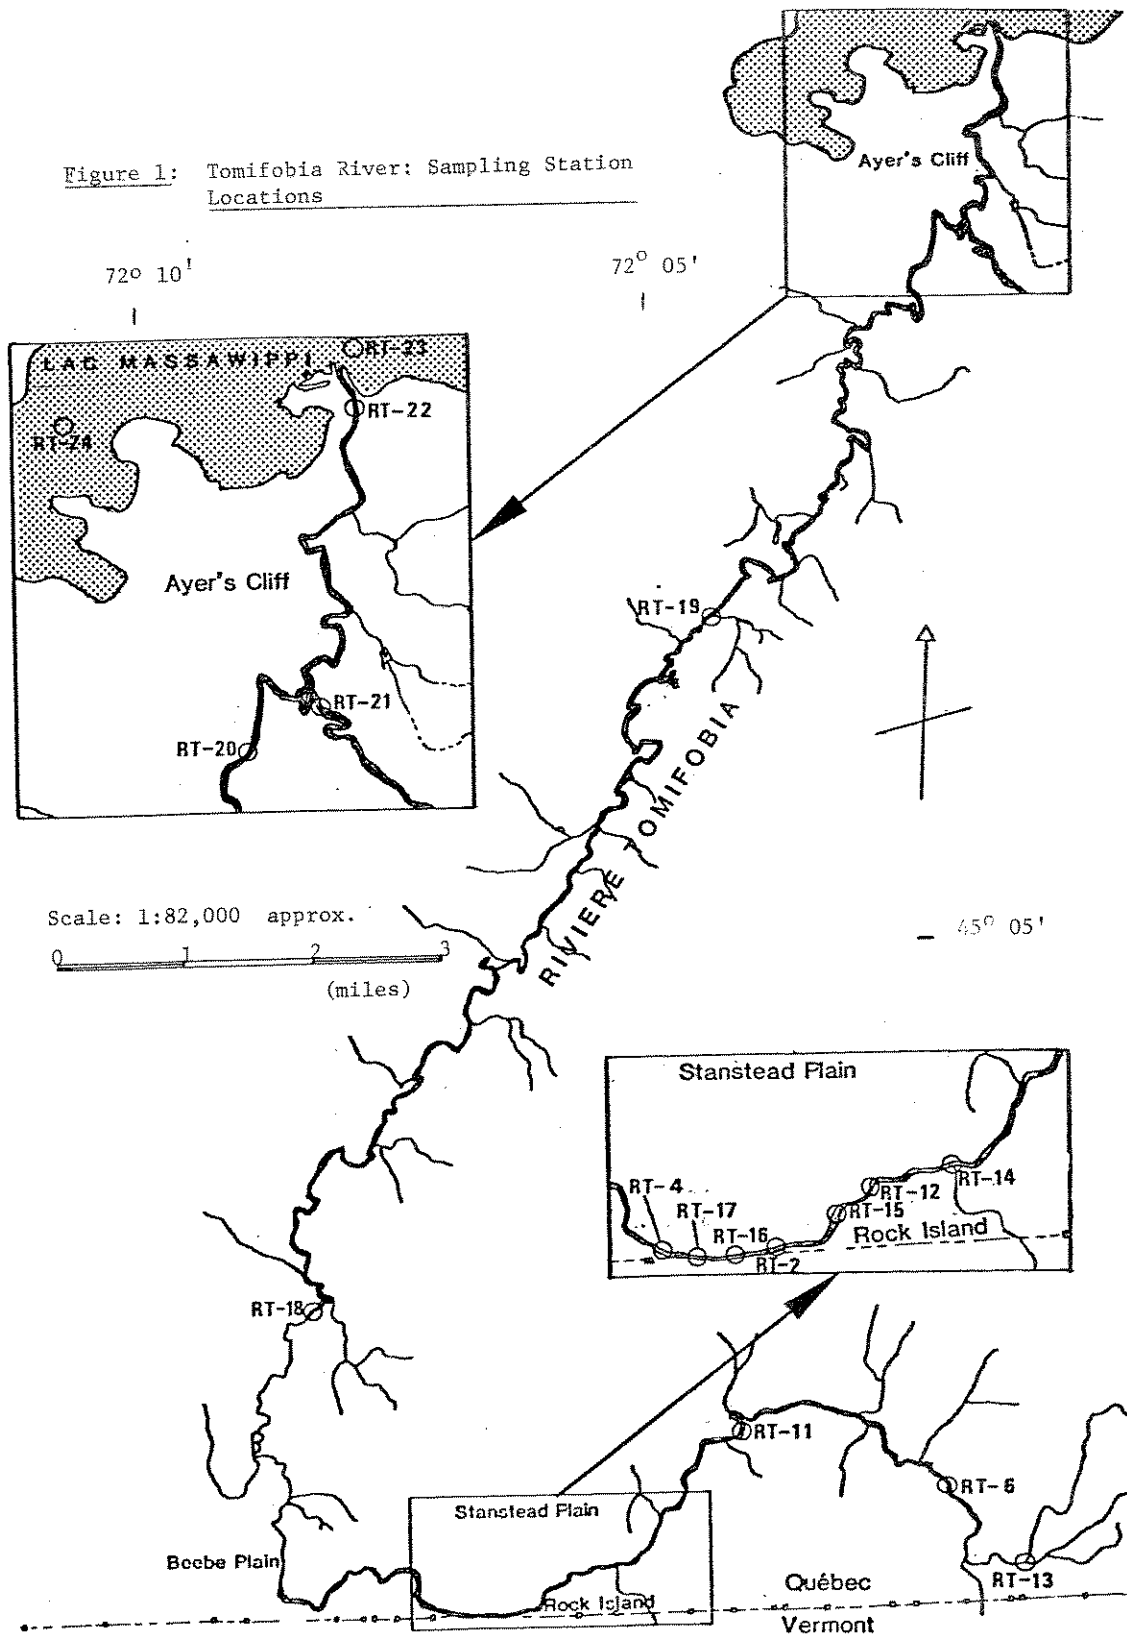 Figure 1: Tomifobia River: Sampling Station
Locations
72° 10'
72° 05'
Ayer's Cliff
LAC MASSAWIPPI
RT-23
RT-22
RT-24
Ayer's Cliff
RT-21
RT-20
RT-19
RIVIERE TOMIFOBIA
Scale: 1:82,000 approx.
0 1 2 3
(miles)
45° 05'
Stanstead Plain
RT-4
RT-17
RT-16
RT-2
RT-15
RT-12
RT-14
Rock Island
RT-18
RT-11
RT-6
RT-13
Stanstead Plain
Beebe Plain
Rock Island
Québec
Vermont